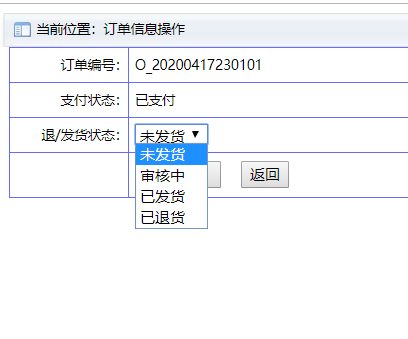 当前位置：订单信息操作
订单编号： O_20200417230101
支付状态： 已支付
退/发货状态： 未发货
未发货
审核中
已发货
已退货
返回